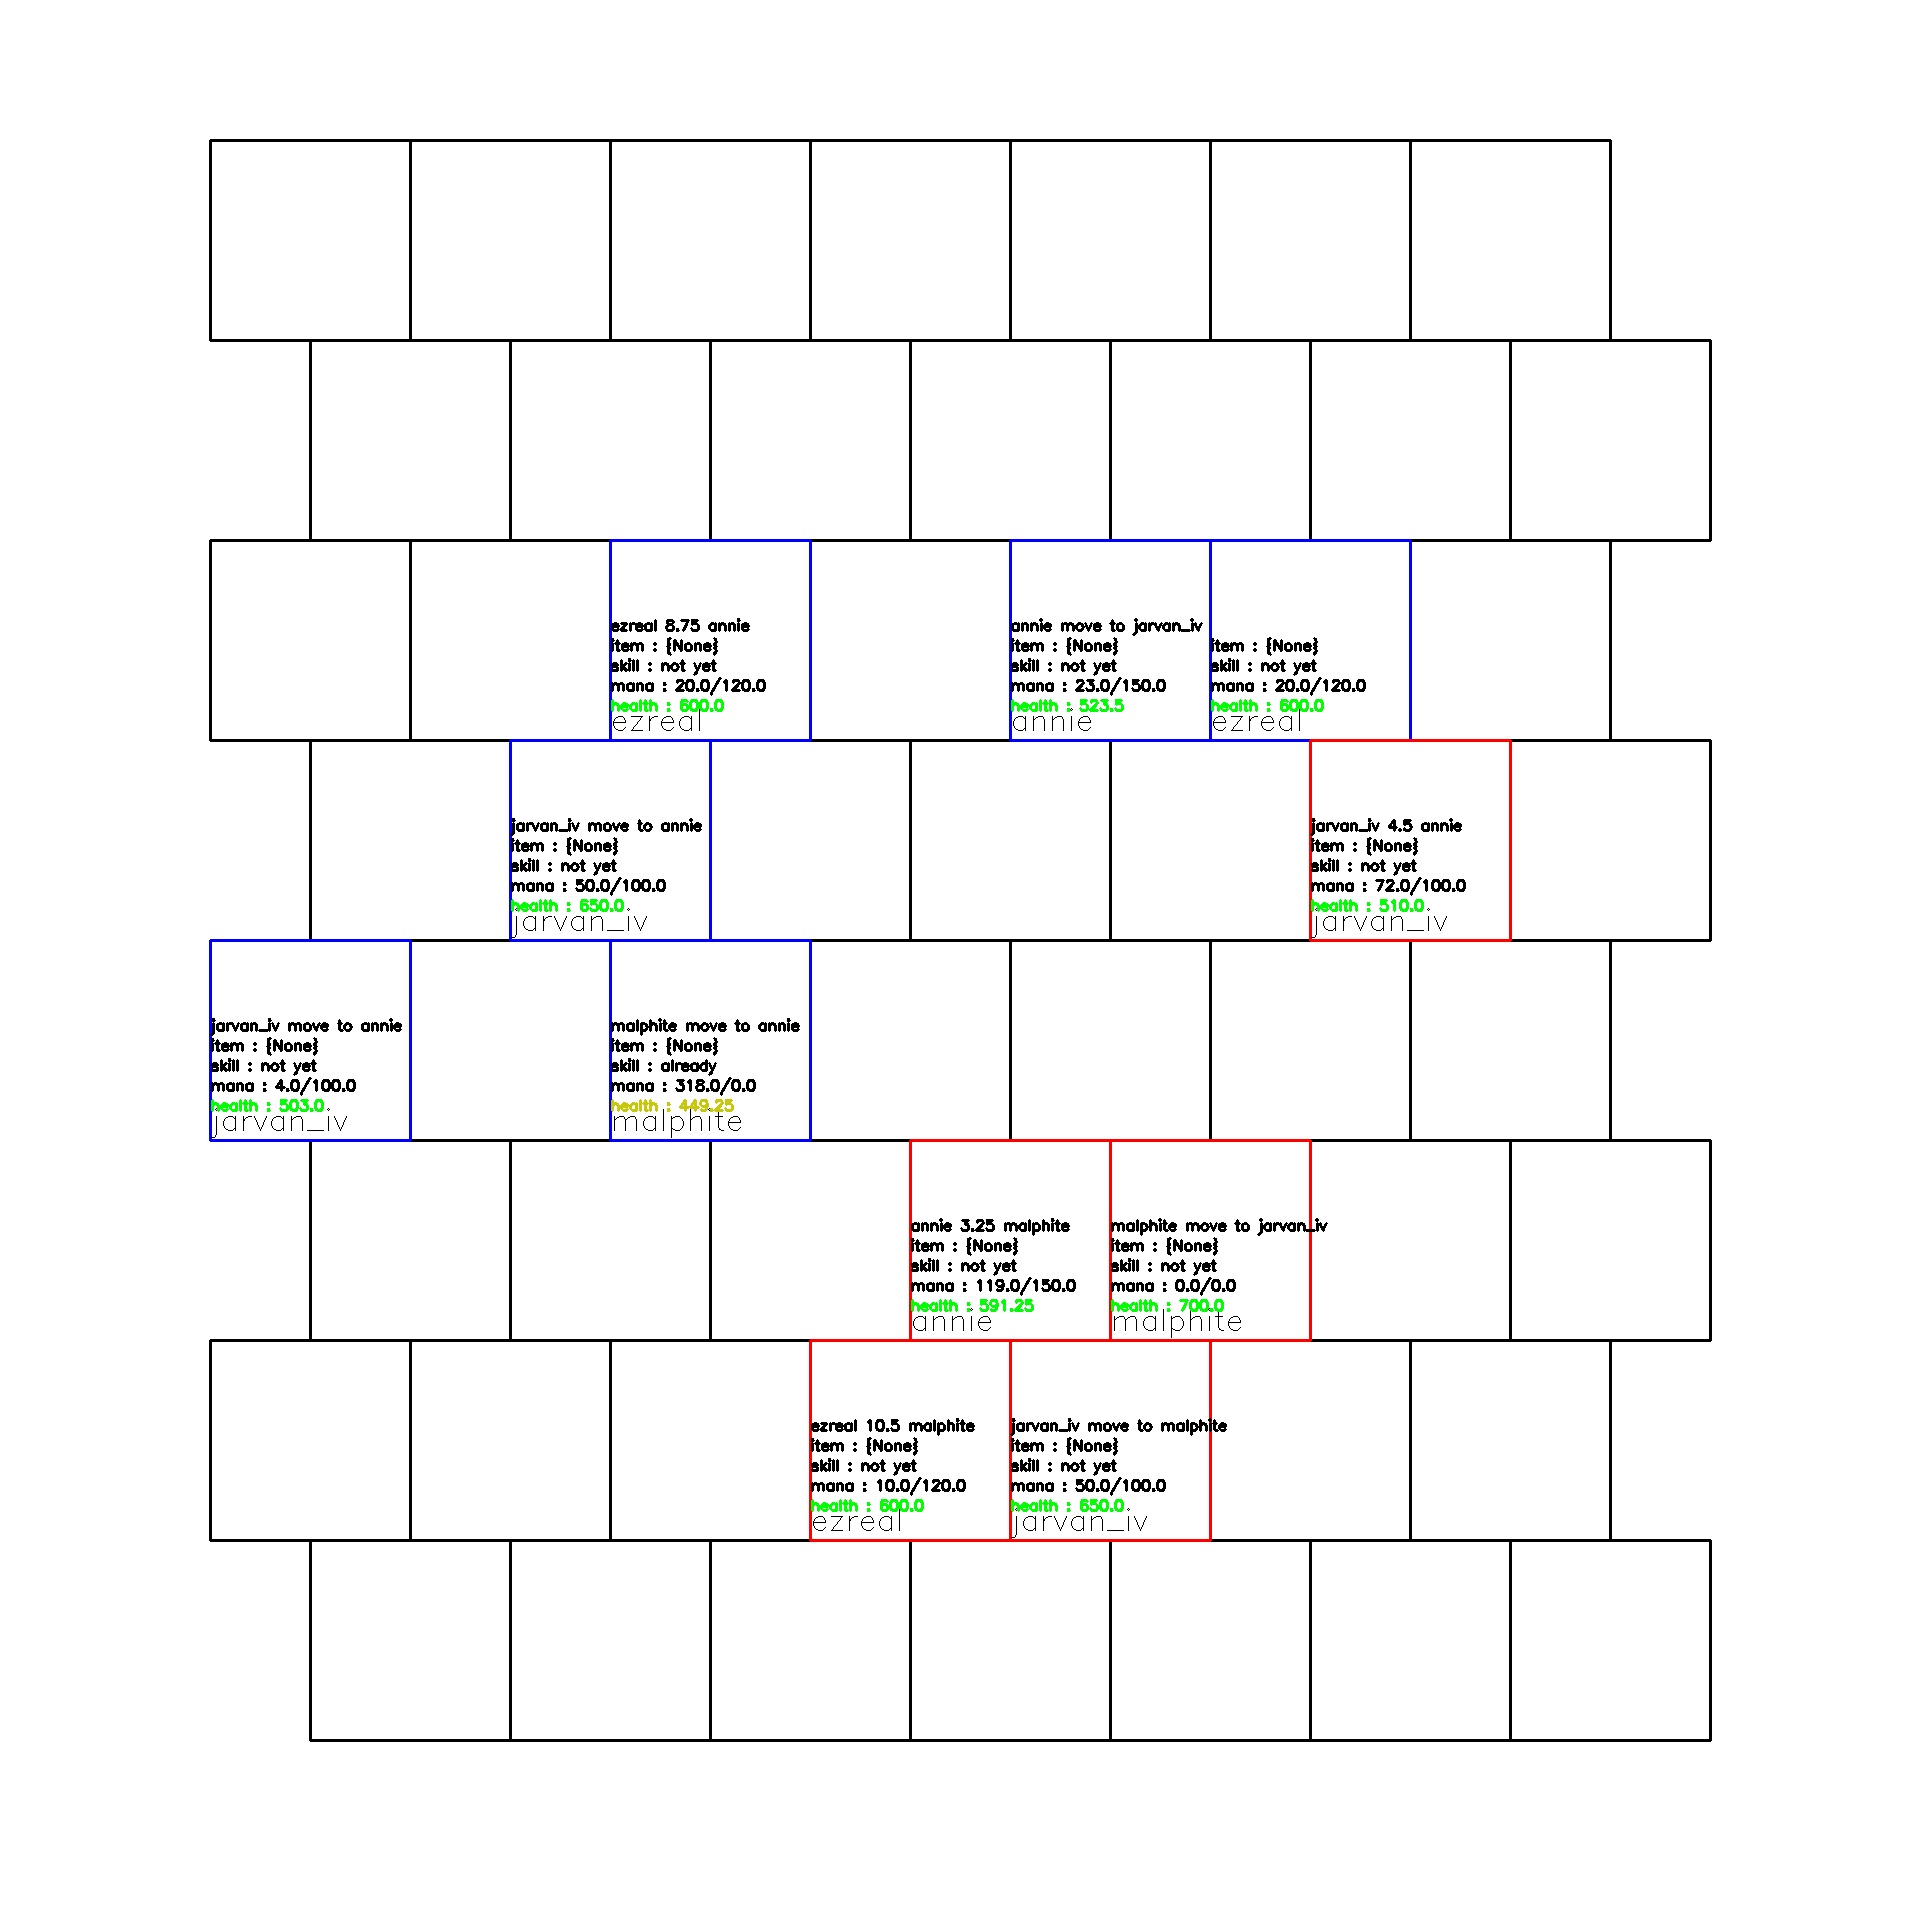 ezreal 8.75 annie
item : {None}
skill : not yet
mana : 20.0/120.0
health : 600.0
ezreal
annie move to jarvan_iv
item : {None}
skill : not yet
mana : 23.0/150.0
health : 523.5
annie
item : {None}
skill : not yet
mana : 20.0/120.0
health : 600.0
ezreal
jarvan_iv move to annie
item : {None}
skill : not yet
mana : 50.0/100.0
health : 650.0
jarvan_iv
jarvan_iv 4.5 annie
item : {None}
skill : not yet
mana : 72.0/100.0
health : 510.0
jarvan_iv
jarvan_iv move to annie
item : {None}
skill : not yet
mana : 4.0/100.0
health : 503.0
jarvan_iv
malphite move to annie
item : {None}
skill : already
mana : 318.0/0.0
health : 449.25
malphite
annie 3.25 malphite
item : {None}
skill : not yet
mana : 119.0/150.0
health : 591.25
annie
malphite move to jarvan_iv
item : {None}
skill : not yet
mana : 0.0/0.0
health : 700.0
malphite
ezreal 10.5 malphite
item : {None}
skill : not yet
mana : 10.0/120.0
health : 600.0
ezreal
jarvan_iv move to malphite
item : {None}
skill : not yet
mana : 50.0/100.0
health : 650.0
jarvan_iv